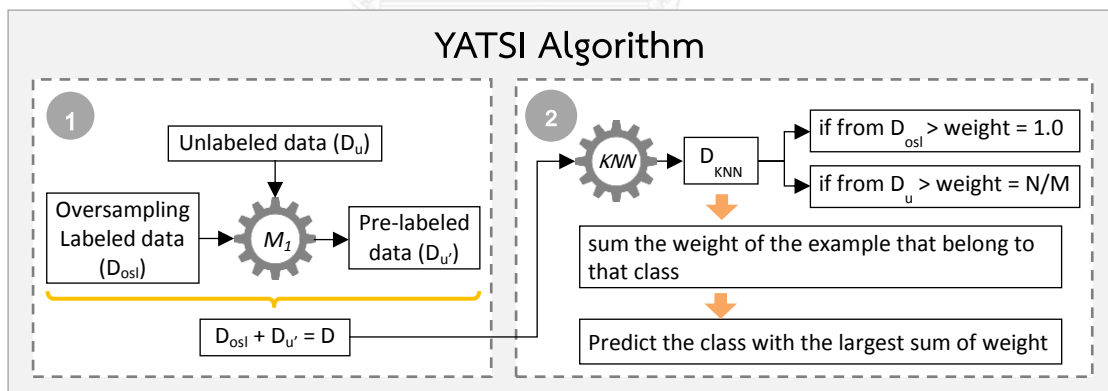 YATSI Algorithm
1
Unlabeled data (Du)
Oversampling
Labeled data
(Dosl)
M1
Pre-labeled
data (Du')
Dosl + Du' = D
2
KNN
DKNN
if from Dosl > weight = 1.0
if from Du > weight = N/M
sum the weight of the example that belong to
that class
Predict the class with the largest sum of weight